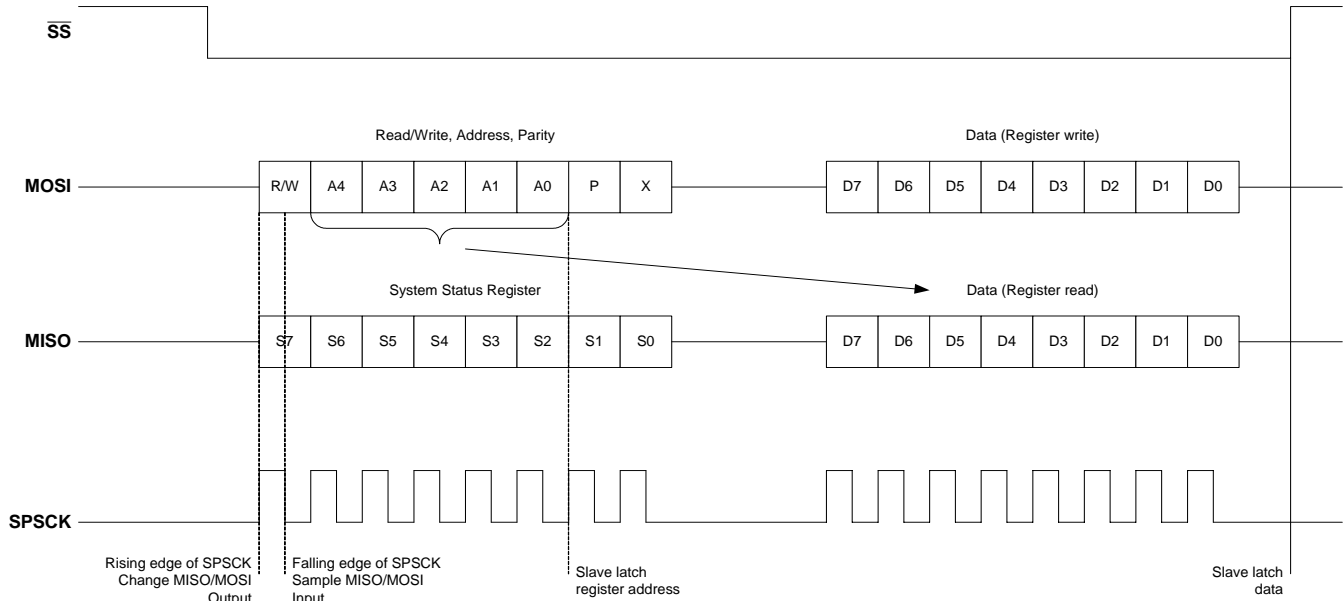 SS
Read/Write, Address, Parity
Data (Register write)
MOSI
R/W A4 A3 A2 A1 A0 P X
D7 D6 D5 D4 D3 D2 D1 D0
System Status Register
Data (Register read)
MISO
S7 S6 S5 S4 S3 S2 S1 S0
D7 D6 D5 D4 D3 D2 D1 D0
SPSCK
Rising edge of SPSCK
Change MISO/MOSI
Output
Falling edge of SPSCK
Sample MISO/MOSI
Input
Slave latch
register address
Slave latch
data